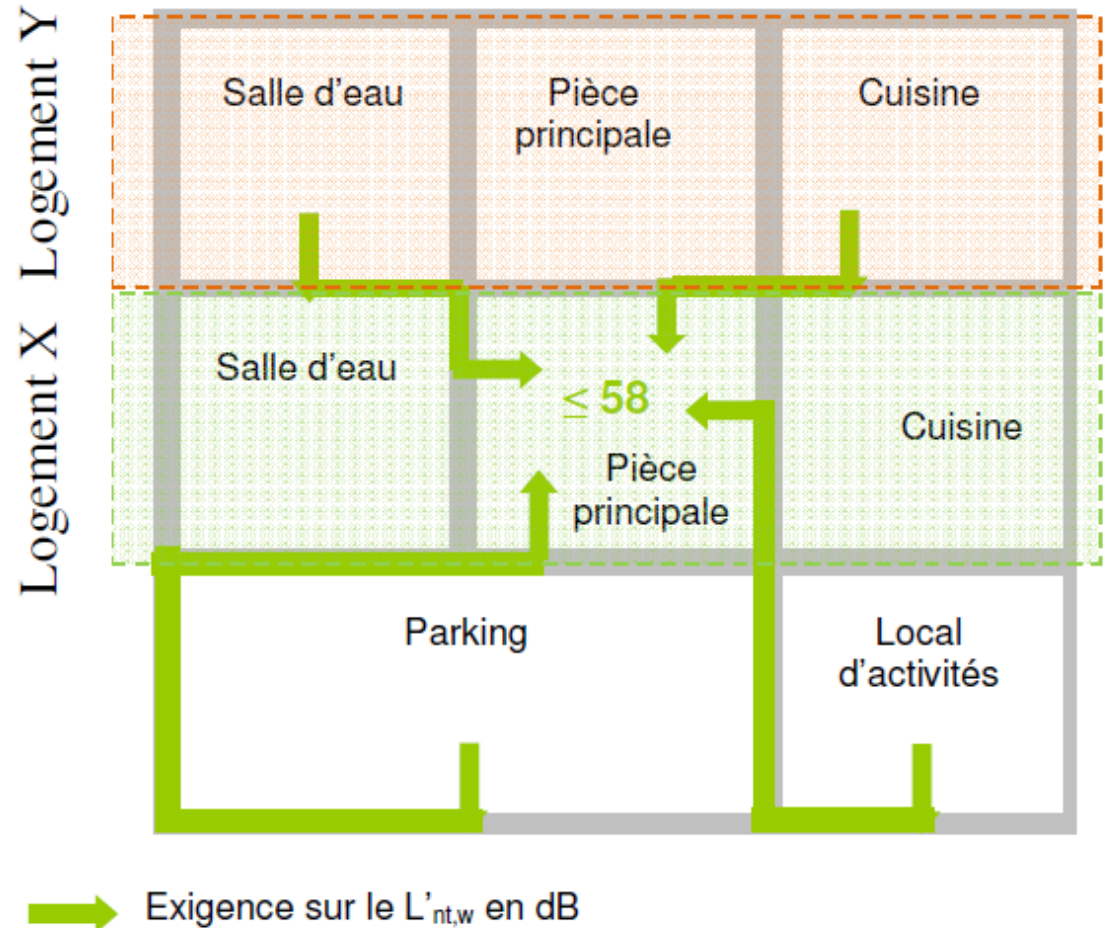 Logement Y
Salle d'eau
Pièce
principale
Cuisine
Logement X
Salle d'eau
≤ 58
Pièce
principale
Cuisine
Parking
Local
d'activités
Exigence sur le L'nt,w en dB